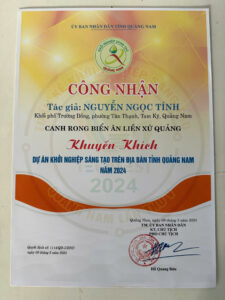 ỦY BAN NHÂN DÂN TỈNH QUẢNG NAM
CÔNG NHẬN
Tác giả: NGUYỄN NGỌC TÍNH
Khối phố Trường Đồng, phường Tân Thạnh, Tam Kỳ, Quảng Nam
CANH RONG BIỂN ĂN LIỀN XỨ QUẢNG
Khuyến Khích
DỰ ÁN KHỞI NGHIỆP SÁNG TẠO TRÊN ĐỊA BÀN TỈNH QUẢNG NAM
NĂM 2024
2024
TM. ỦY BAN NHÂN DÂN
KT. CHỦ TỊCH
PHÓ CHỦ TỊCH
Hồ Quang Bửu